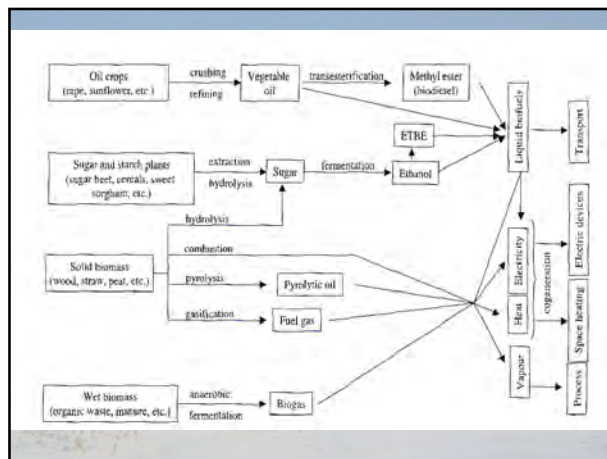 Oil crops
(rape, sunflower, etc.)
crushing
refining
Vegetable
oil
transesterification
Methyl ester
(biodiesel)
Liquid biofuels
Transport
ETBE
Sugar and starch plants
(sugar beet, cereals, sweet
sorghum, etc.)
extraction
hydrolysis
Sugar
fermentation
Ethanol
hydrolysis
Solid biomass
(wood, straw, peat, etc.)
combustion
pyrolysis
Pyrolytic oil
gasification
Fuel gas
Electricity
Heat
cogeneration
Electric devices
Space heating
Vapour
Process
Wet biomass
(organic waste, manure, etc.)
anaerobic
fermentation
Biogas